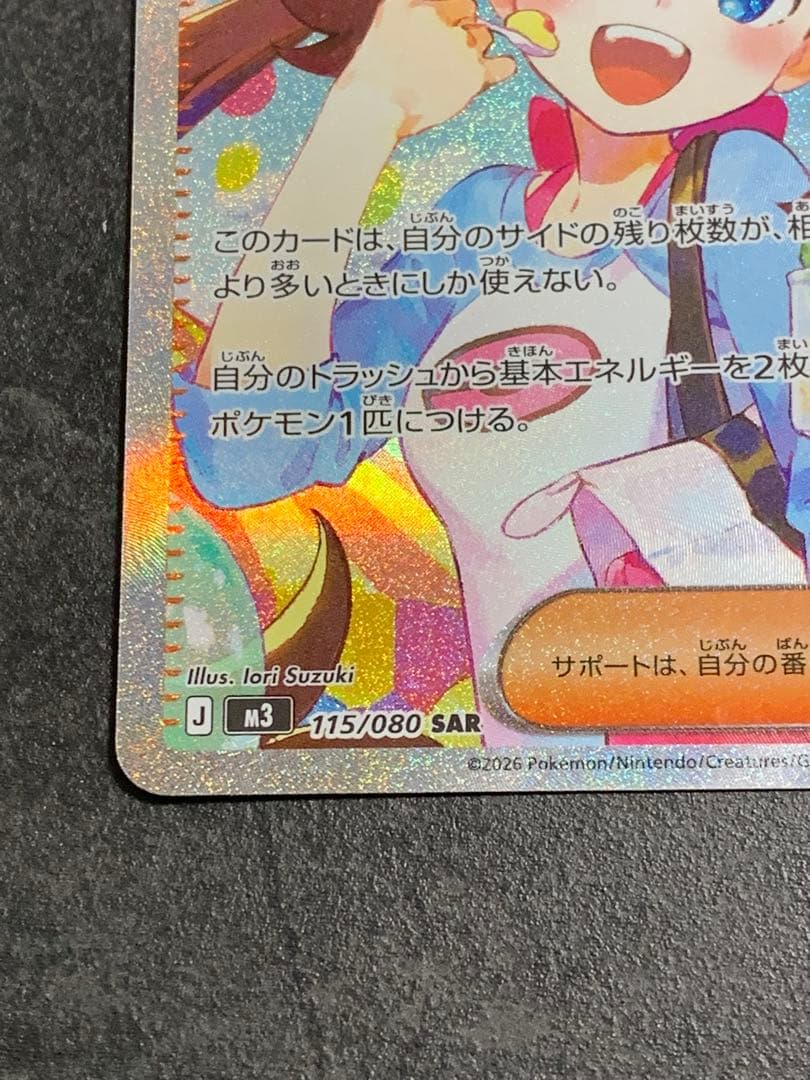 このカードは、自分のサイドの残り枚数が、相
より多いときにしか使えない。
自分のトラッシュから基本エネルギーを2枚
ポケモン1匹につける。
サポートは、自分の番
Illus. Iori Suzuki
J M3 115/080 SAR
©2026 Pokémon/Nintendo/Creatures/G